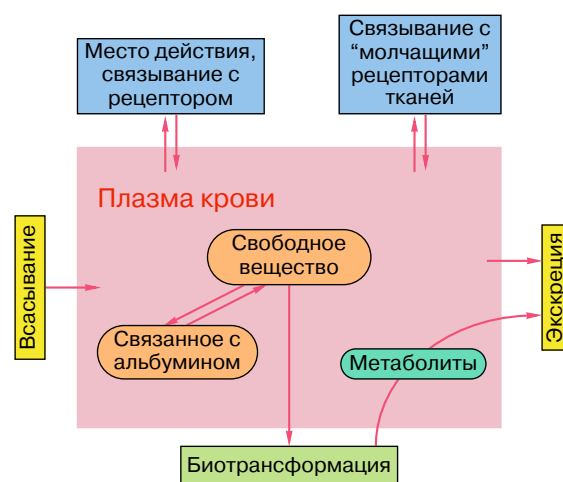 Место действия,
связывание с
рецептором
Связывание с
“молчащими”
рецепторами
тканей
Плазма крови
Всасывание
Свободное
вещество
Экскреция
Связанное с
альбумином
Метаболиты
Биотрансформация